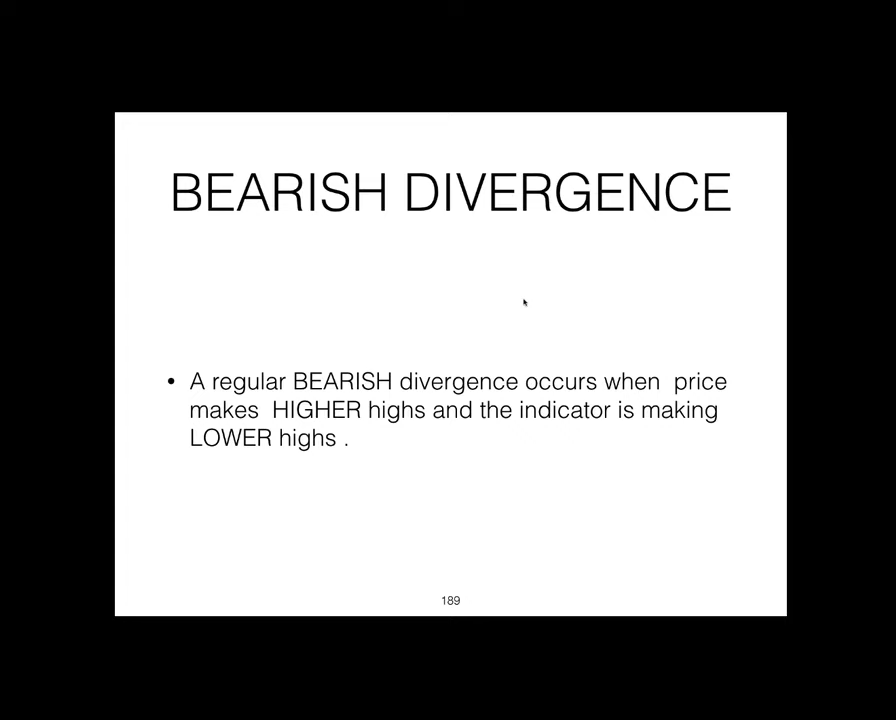 BEARISH DIVERGENCE
• A regular BEARISH divergence occurs when  price
makes  HIGHER highs and the indicator is making
LOWER highs .
189